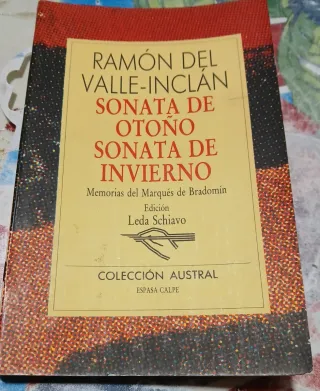 RAMÓN DEL
VALLE-INCLÁN
SONATA DE
OTOÑO
SONATA DE
INVIERNO
Memorias del Marqués de Bradomín
Edición
Leda Schiavo
COLECCIÓN AUSTRAL
ESPASA CALPE